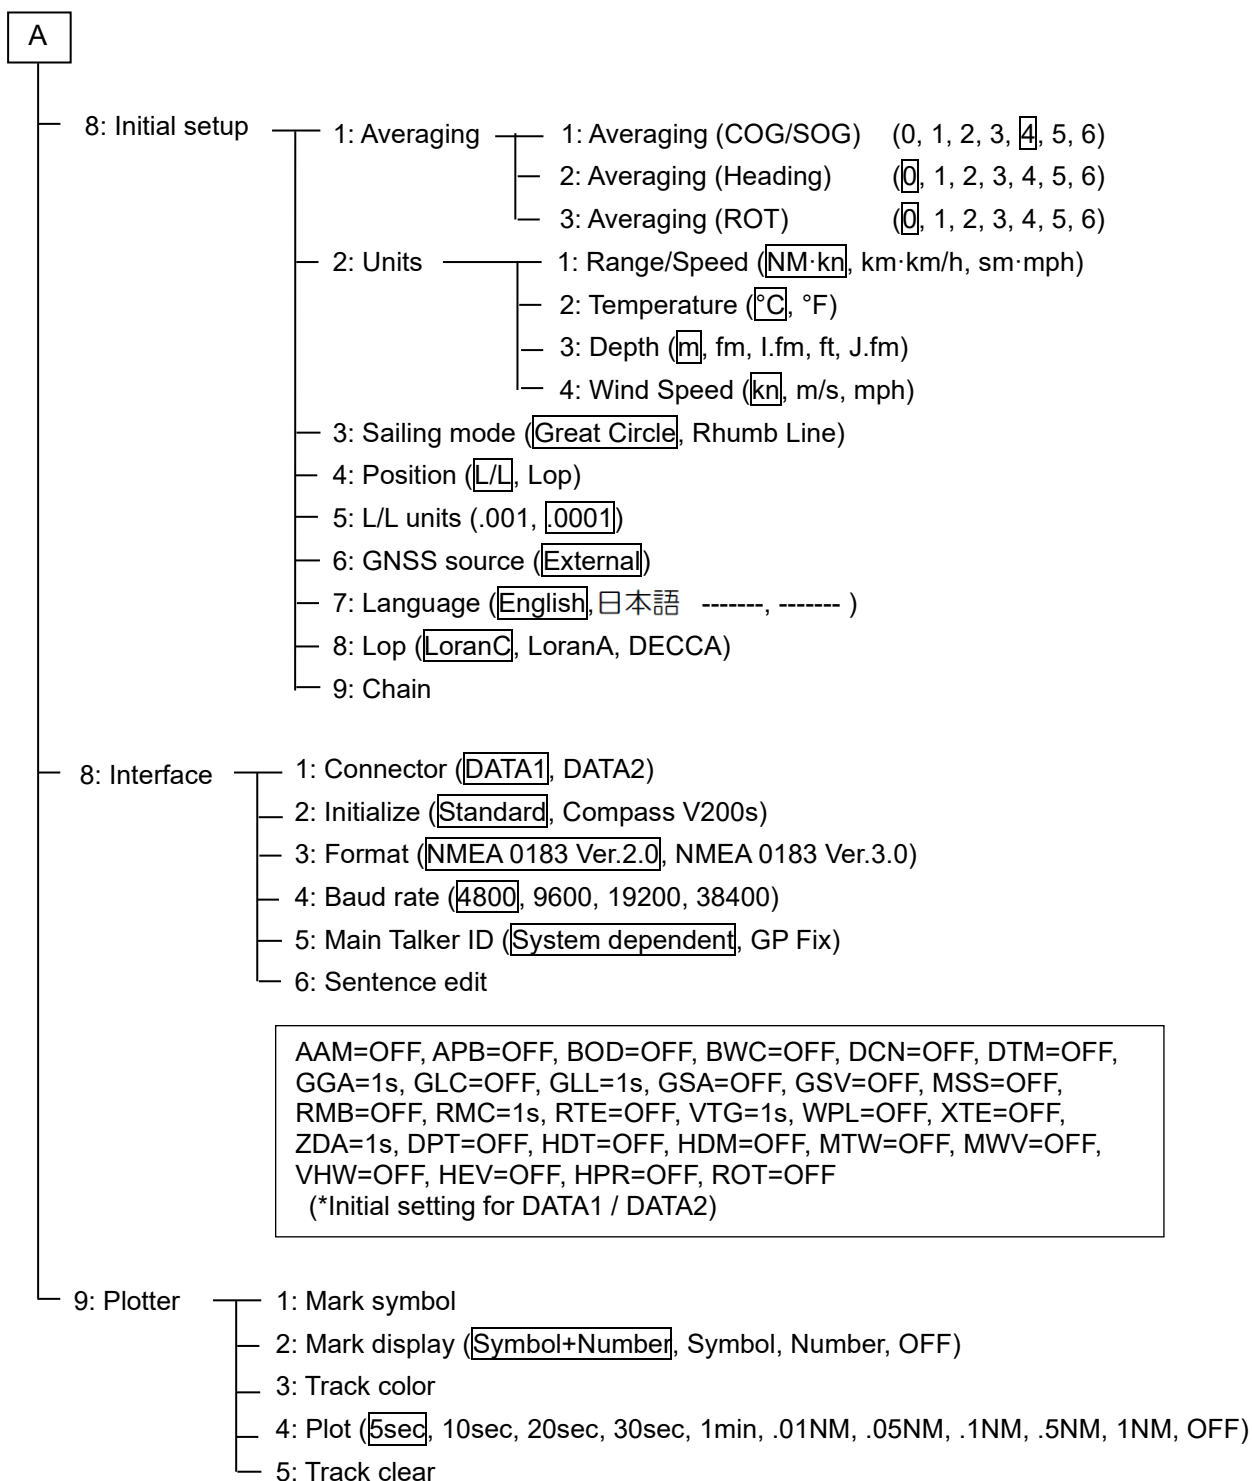 A
8: Initial setup
1: Averaging
1: Averaging (COG/SOG) (0, 1, 2, 3, 4, 5, 6)
2: Averaging (Heading) (0, 1, 2, 3, 4, 5, 6)
3: Averaging (ROT) (0, 1, 2, 3, 4, 5, 6)
2: Units
1: Range/Speed (NM·kn, km·km/h, sm·mph)
2: Temperature (°C, °F)
3: Depth (m, fm, I.fm, ft, J.fm)
4: Wind Speed (kn, m/s, mph)
3: Sailing mode (Great Circle, Rhumb Line)
4: Position (L/L, Lop)
5: L/L units (.001, .0001)
6: GNSS source (External)
7: Language (English, 日本語 -------, ------- )
8: Lop (LoranC, LoranA, DECCA)
9: Chain
8: Interface
1: Connector (DATA1, DATA2)
2: Initialize (Standard, Compass V200s)
3: Format (NMEA 0183 Ver.2.0, NMEA 0183 Ver.3.0)
4: Baud rate (4800, 9600, 19200, 38400)
5: Main Talker ID (System dependent, GP Fix)
6: Sentence edit
AAM=OFF, APB=OFF, BOD=OFF, BWC=OFF, DCN=OFF, DTM=OFF,
GGA=1s, GLC=OFF, GLL=1s, GSA=OFF, GSV=OFF, MSS=OFF,
RMB=OFF, RMC=1s, RTE=OFF, VTG=1s, WPL=OFF, XTE=OFF,
ZDA=1s, DPT=OFF, HDT=OFF, HDM=OFF, MTW=OFF, MWV=OFF,
VHW=OFF, HEV=OFF, HPR=OFF, ROT=OFF
(*Initial setting for DATA1 / DATA2)
9: Plotter
1: Mark symbol
2: Mark display (Symbol+Number, Symbol, Number, OFF)
3: Track color
4: Plot (5sec, 10sec, 20sec, 30sec, 1min, .01NM, .05NM, .1NM, .5NM, 1NM, OFF)
5: Track clear